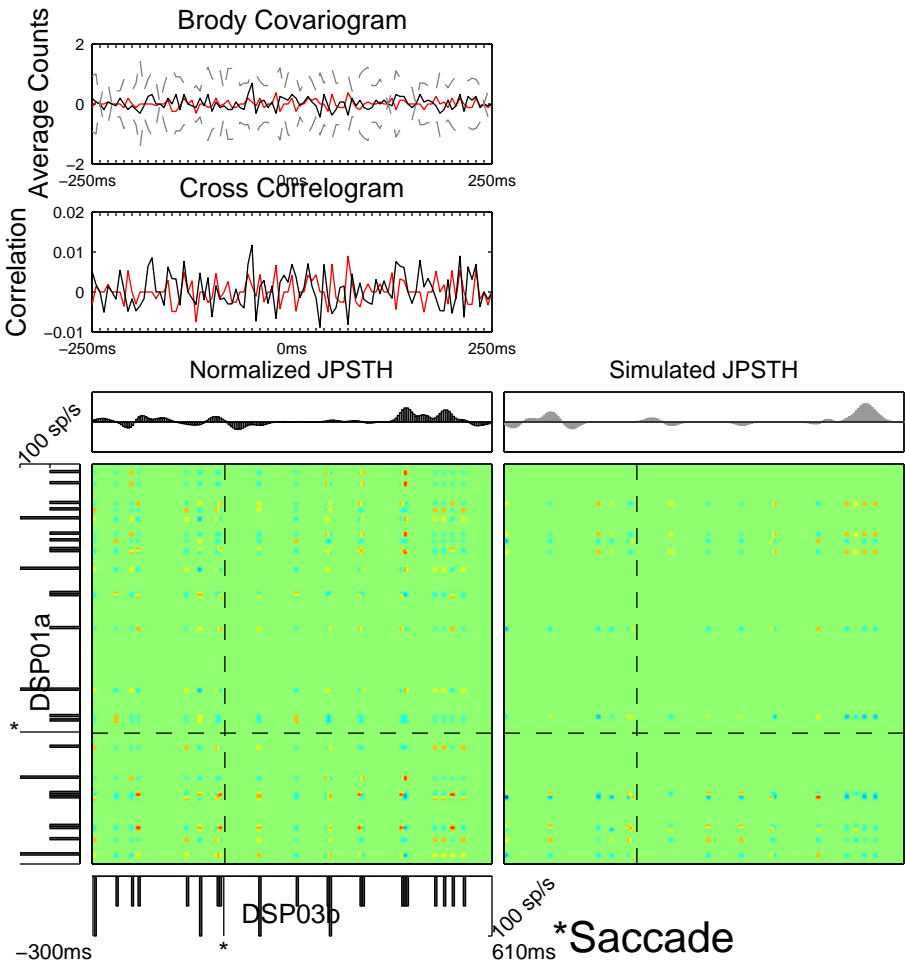 Brody Covariogram
Average Counts
2
0
−2
−250ms
0ms
250ms
Cross Correlogram
Correlation
0.02
0.01
0
−0.01
−250ms
0ms
250ms
Normalized JPSTH
Simulated JPSTH
100 sp/s
DSP01a
*
DSP03b
*
100 sp/s
−300ms
610ms
*Saccade